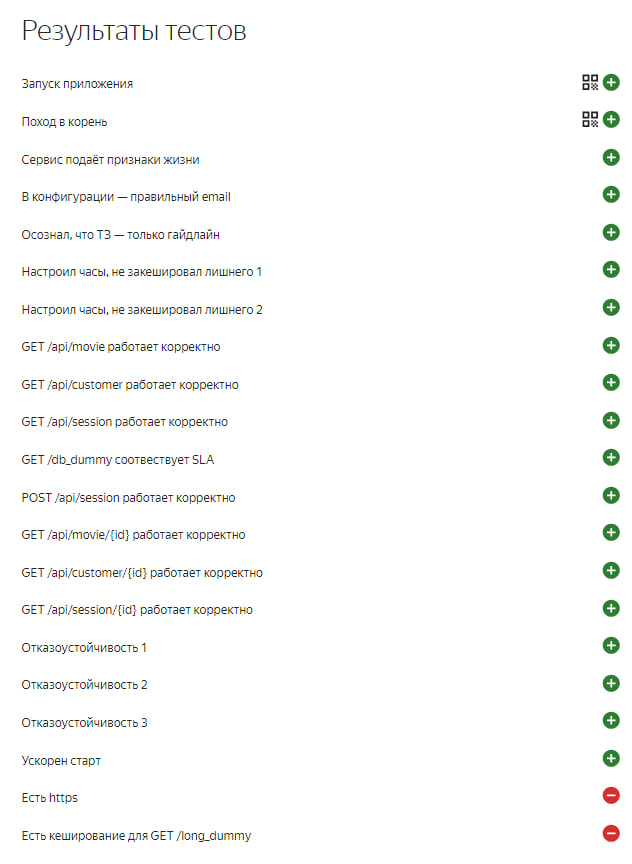 Результаты тестов
Запуск приложения
Поход в корень
Сервис подаёт признаки жизни
В конфигурации — правильный email
Осознал, что ТЗ — только гайдлайн
Настроил часы, не закешировал лишнего 1
Настроил часы, не закешировал лишнего 2
GET /api/movie работает корректно
GET /api/customer работает корректно
GET /api/session работает корректно
GET /db_dummy соотвествует SLA
POST /api/session работает корректно
GET /api/movie/{id} работает корректно
GET /api/customer/{id} работает корректно
GET /api/session/{id} работает корректно
Отказоустойчивость 1
Отказоустойчивость 2
Отказоустойчивость 3
Ускорен старт
Есть https
Есть кеширование для GET /long_dummy